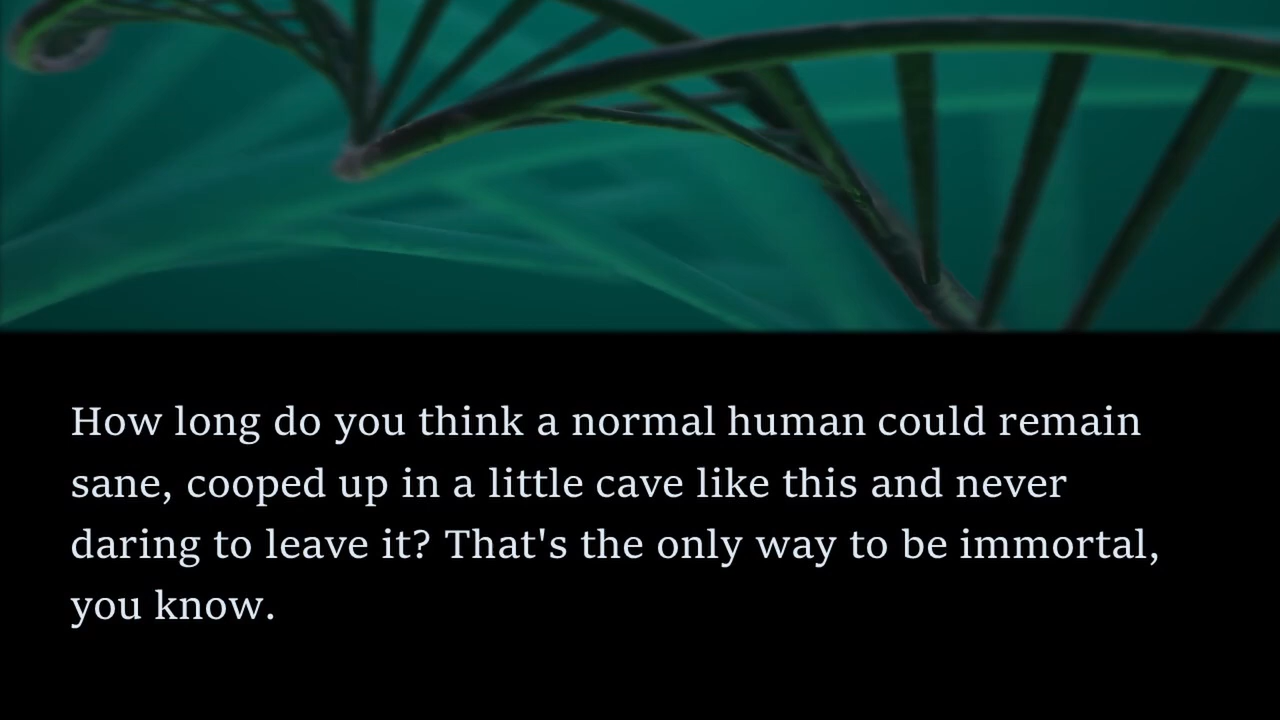 How long do you think a normal human could remain
sane, cooped up in a little cave like this and never
daring to leave it? That's the only way to be immortal,
you know.